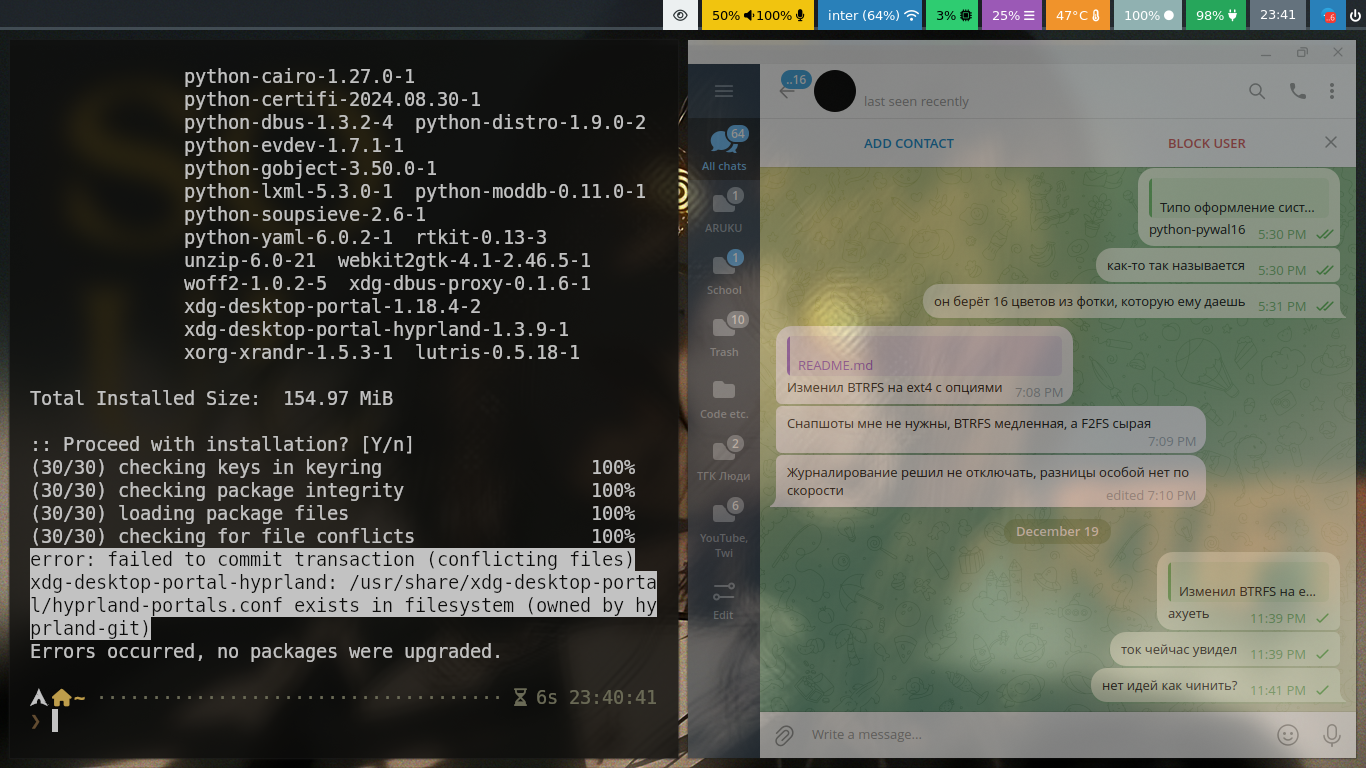 50% 100%
inter (64%)
3%
25%
47°C
100%
98%
23:41
python-cairo-1.27.0-1
python-certifi-2024.08.30-1
python-dbus-1.3.2-4 python-distro-1.9.0-2
python-evdev-1.7.1-1
python-gobject-3.50.0-1
python-lxml-5.3.0-1 python-moddb-0.11.0-1
python-soupsieve-2.6-1
python-yaml-6.0.2-1 rtkit-0.13-3
unzip-6.0-21 webkit2gtk-4.1-2.46.5-1
woff2-1.0.2-5 xdg-dbus-proxy-0.1.6-1
xdg-desktop-portal-1.18.4-2
xdg-desktop-portal-hyprland-1.3.9-1
xorg-xrandr-1.5.3-1 lutris-0.5.18-1
Total Installed Size: 154.97 MiB
:: Proceed with installation? [Y/n]
(30/30) checking keys in keyring 100%
(30/30) checking package integrity 100%
(30/30) loading package files 100%
(30/30) checking for file conflicts 100%
error: failed to commit transaction (conflicting files)
xdg-desktop-portal-hyprland: /usr/share/xdg-desktop-porta
l/hyprland-portals.conf exists in filesystem (owned by hy
prland-git)
Errors occurred, no packages were upgraded.
~ 6s 23:40:41
❯
64
All chats
1
ARUKU
1
School
10
Trash
Code etc.
2
ТГК Люди
6
YouTube,
Twi
Edit
..16
last seen recently
ADD CONTACT
BLOCK USER
Типо оформление сист...
python-pywal16 5:30 PM
как-то так называется 5:30 PM
он берёт 16 цветов из фотки, которую ему даешь 5:31 PM
README.md
Изменил BTRFS на ext4 с опциями 7:08 PM
Снапшоты мне не нужны, BTRFS медленная, а F2FS сырая
7:09 PM
Журналирование решил не отключать, разницы особой нет по
скорости edited 7:10 PM
December 19
Изменил BTRFS на e...
ахуеть 11:39 PM
ток чейчас увидел 11:39 PM
нет идей как чинить? 11:41 PM
Write a message...